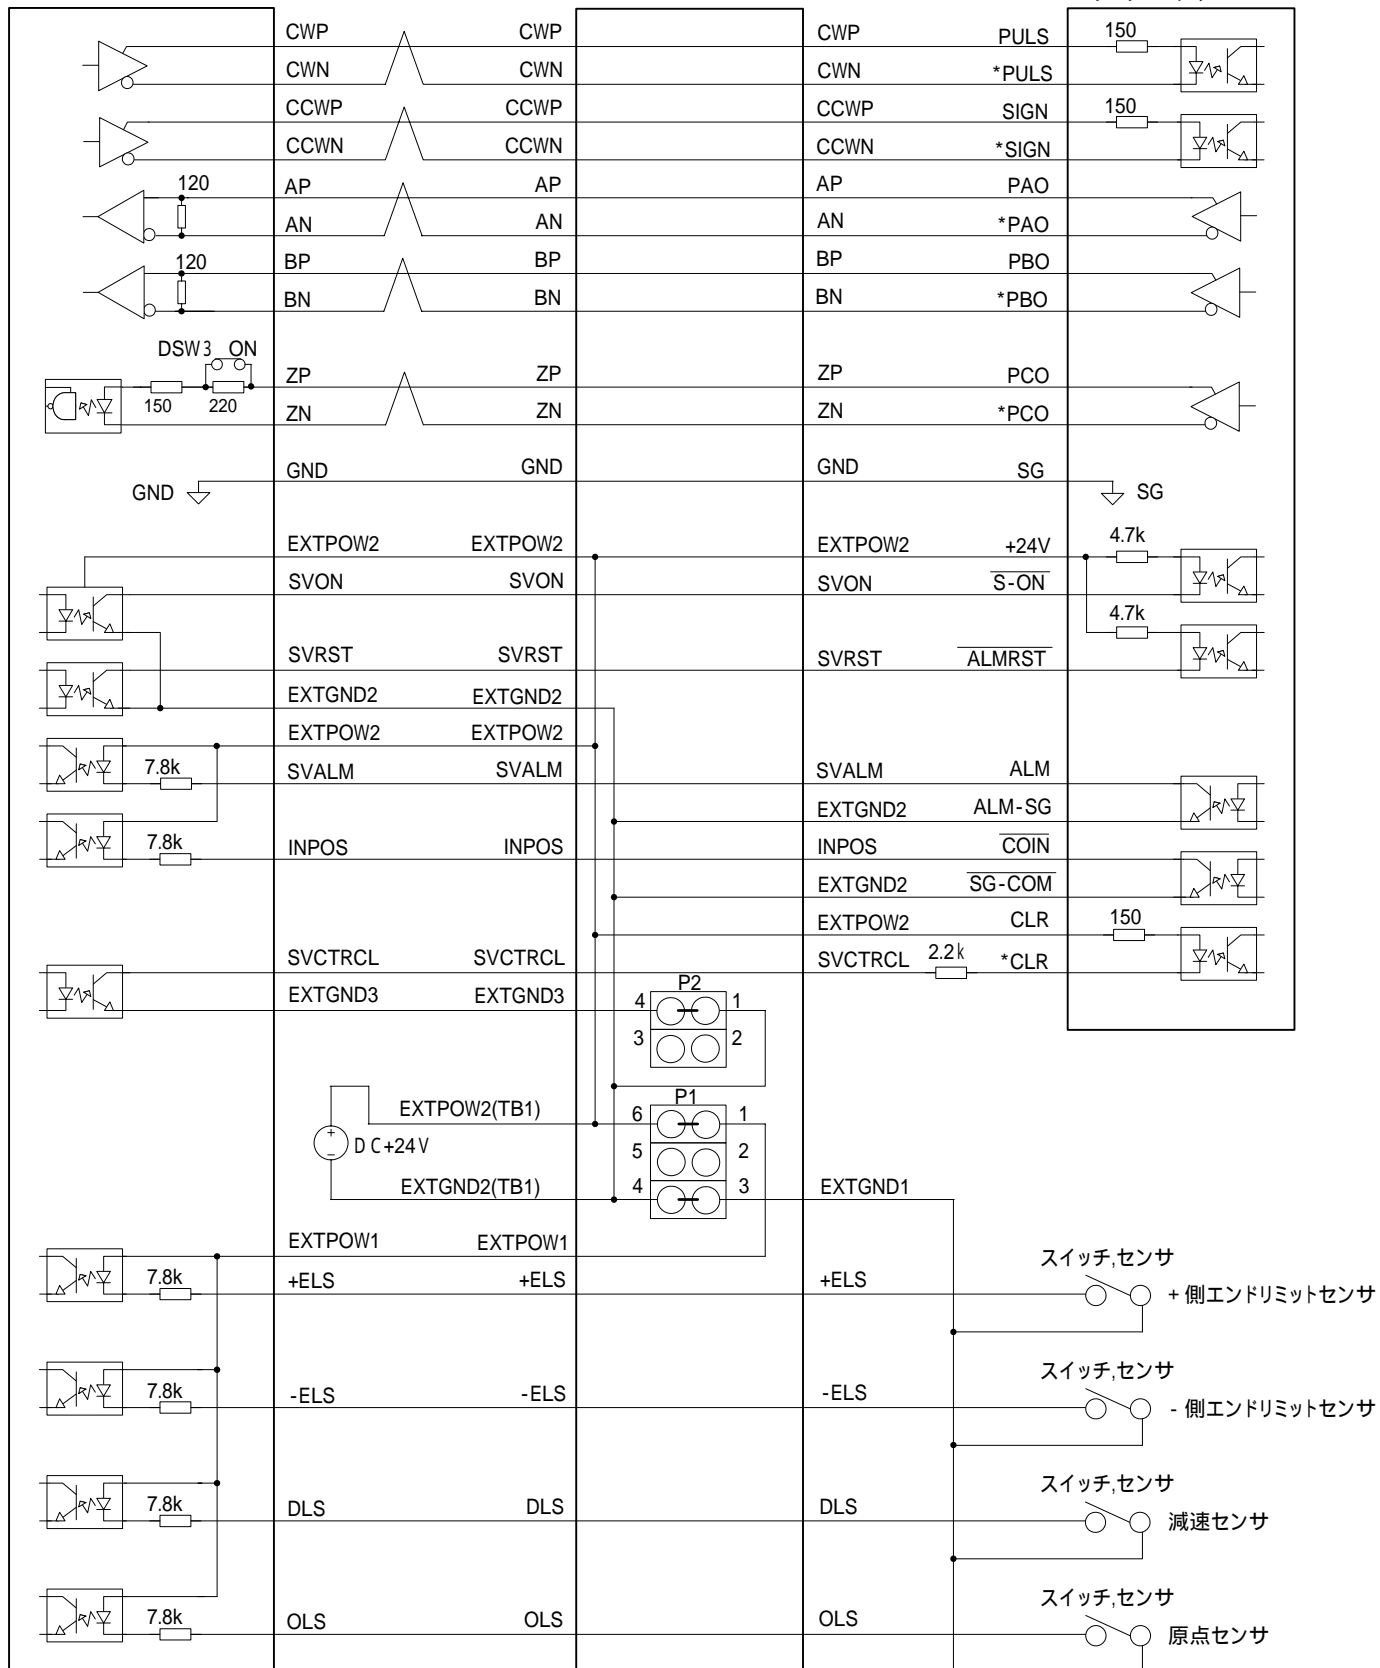 CWP CWP CWP PULS 150
CWN CWN CWN *PULS
CCWP CCWP CCWP SIGN 150
CCWN CCWN CCWN *SIGN
120 AP AP AP PAO
AN AN AN *PAO
120 BP BP BP PBO
BN BN BN *PBO
DSW3 ON
ZP ZP ZP PCO
150 220 ZN ZN ZN *PCO
GND GND GND GND SG SG
EXTPOW2 EXTPOW2 EXTPOW2 +24V 4.7k
SVON SVON SVON S-ON
4.7k
SVRST SVRST SVRST ALMRST
EXTGND2 EXTGND2
EXTPOW2 EXTPOW2
7.8k SVALM SVALM SVALM ALM
EXTGND2 ALM-SG
7.8k INPOS INPOS INPOS COIN
EXTGND2 SG-COM
EXTPOW2 CLR 150
SVCTRCL SVCTRCL SVCTRCL 2.2k *CLR
EXTGND3 EXTGND3
P2
4 1
3 2
P1
EXTPOW2(TB1) 6 1
+ - DC+24V 5 2
EXTGND2(TB1) 4 3 EXTGND1
EXTPOW1 EXTPOW1
スイッチ,センサ
7.8k +ELS +ELS +ELS +側エンドリミットセンサ
スイッチ,センサ
7.8k -ELS -ELS -ELS -側エンドリミットセンサ
スイッチ,センサ
7.8k DLS DLS DLS 減速センサ
スイッチ,センサ
7.8k OLS OLS OLS 原点センサ